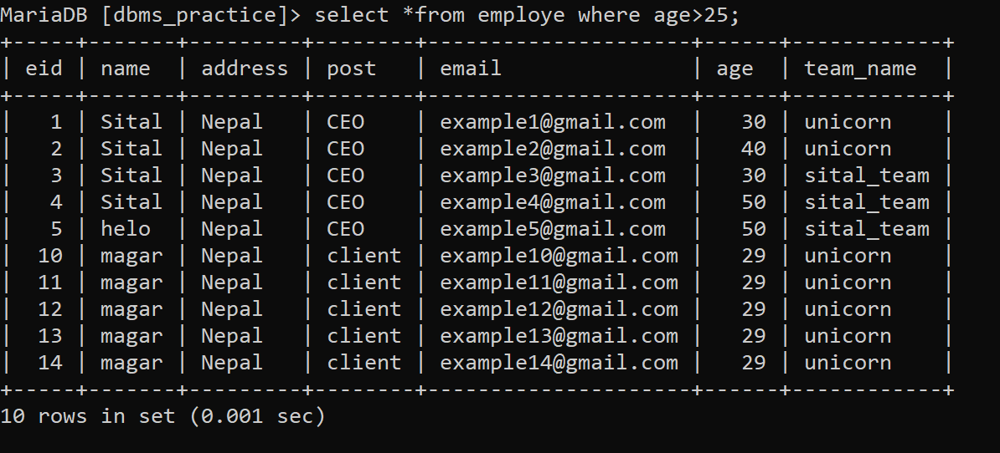 MariaDB [dbms_practice]> select *from employe where age>25;
+-----+-------+---------+--------+---------------------+------+------------+
| eid | name  | address | post   | email               | age  | team_name  |
+-----+-------+---------+--------+---------------------+------+------------+
|   1 | Sital | Nepal   | CEO    | example1@gmail.com  |   30 | unicorn    |
|   2 | Sital | Nepal   | CEO    | example2@gmail.com  |   40 | unicorn    |
|   3 | Sital | Nepal   | CEO    | example3@gmail.com  |   30 | sital_team |
|   4 | Sital | Nepal   | CEO    | example4@gmail.com  |   50 | sital_team |
|   5 | helo  | Nepal   | CEO    | example5@gmail.com  |   50 | sital_team |
|  10 | magar | Nepal   | client | example10@gmail.com |   29 | unicorn    |
|  11 | magar | Nepal   | client | example11@gmail.com |   29 | unicorn    |
|  12 | magar | Nepal   | client | example12@gmail.com |   29 | unicorn    |
|  13 | magar | Nepal   | client | example13@gmail.com |   29 | unicorn    |
|  14 | magar | Nepal   | client | example14@gmail.com |   29 | unicorn    |
+-----+-------+---------+--------+---------------------+------+------------+
10 rows in set (0.001 sec)